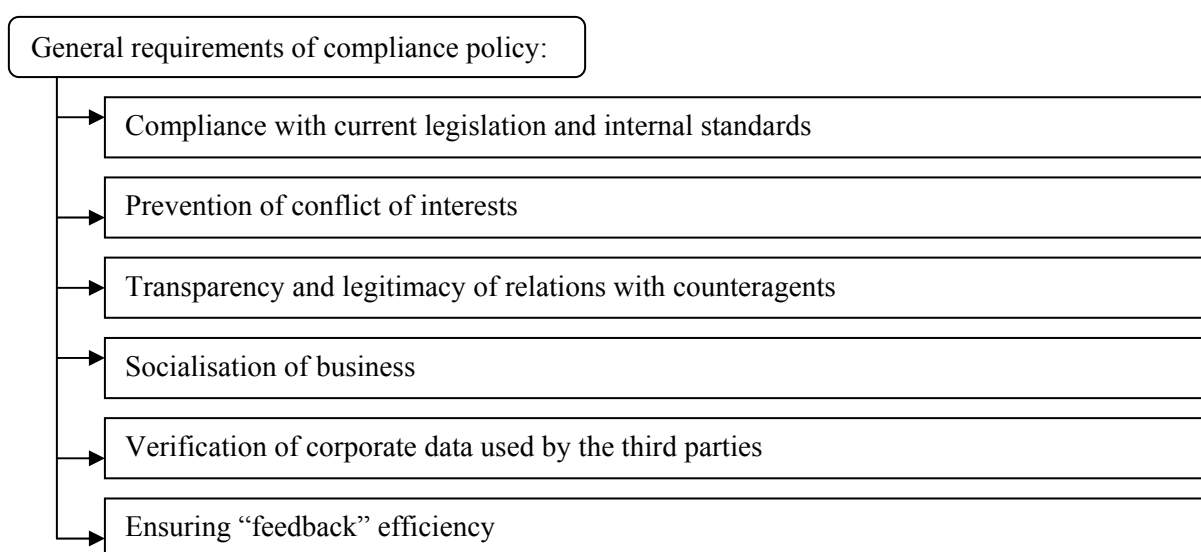 General requirements of compliance policy:
Compliance with current legislation and internal standards
Prevention of conflict of interests
Transparency and legitimacy of relations with counteragents
Socialisation of business
Verification of corporate data used by the third parties
Ensuring “feedback” efficiency